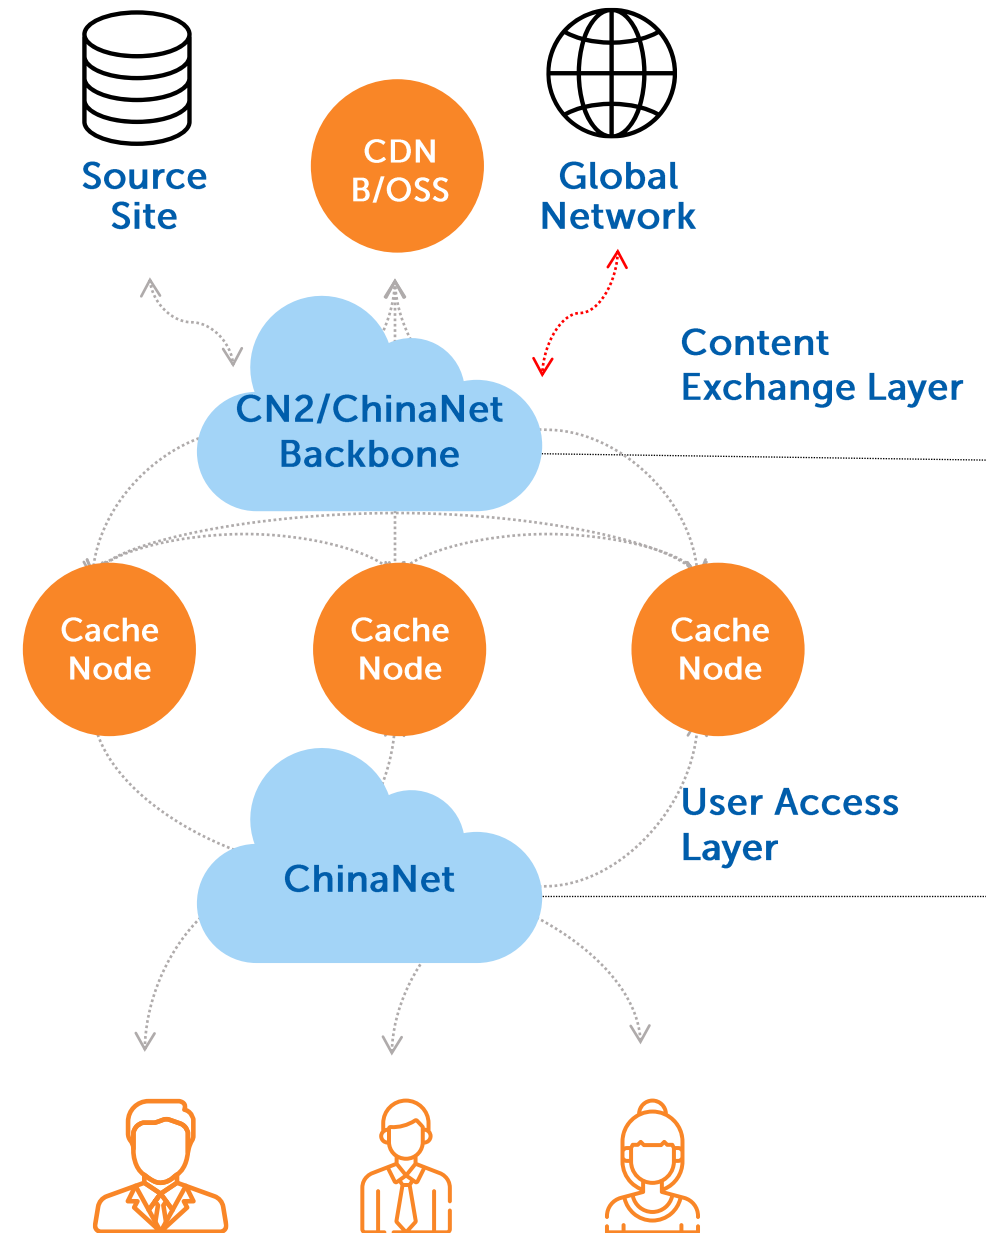 CDN
B/OSS
Source
Site
Global
Network
Content
Exchange Layer
CN2/ChinaNet
Backbone
Cache
Node
Cache
Node
Cache
Node
User Access
Layer
ChinaNet